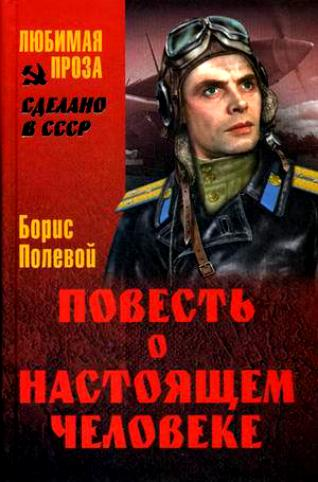 ЛЮБИМАЯ
ПРОЗА
СДЕЛАНО
В СССР
Борис
Полевой
ПОВЕСТЬ
О
НАСТОЯЩЕМ
ЧЕЛОВЕКЕ